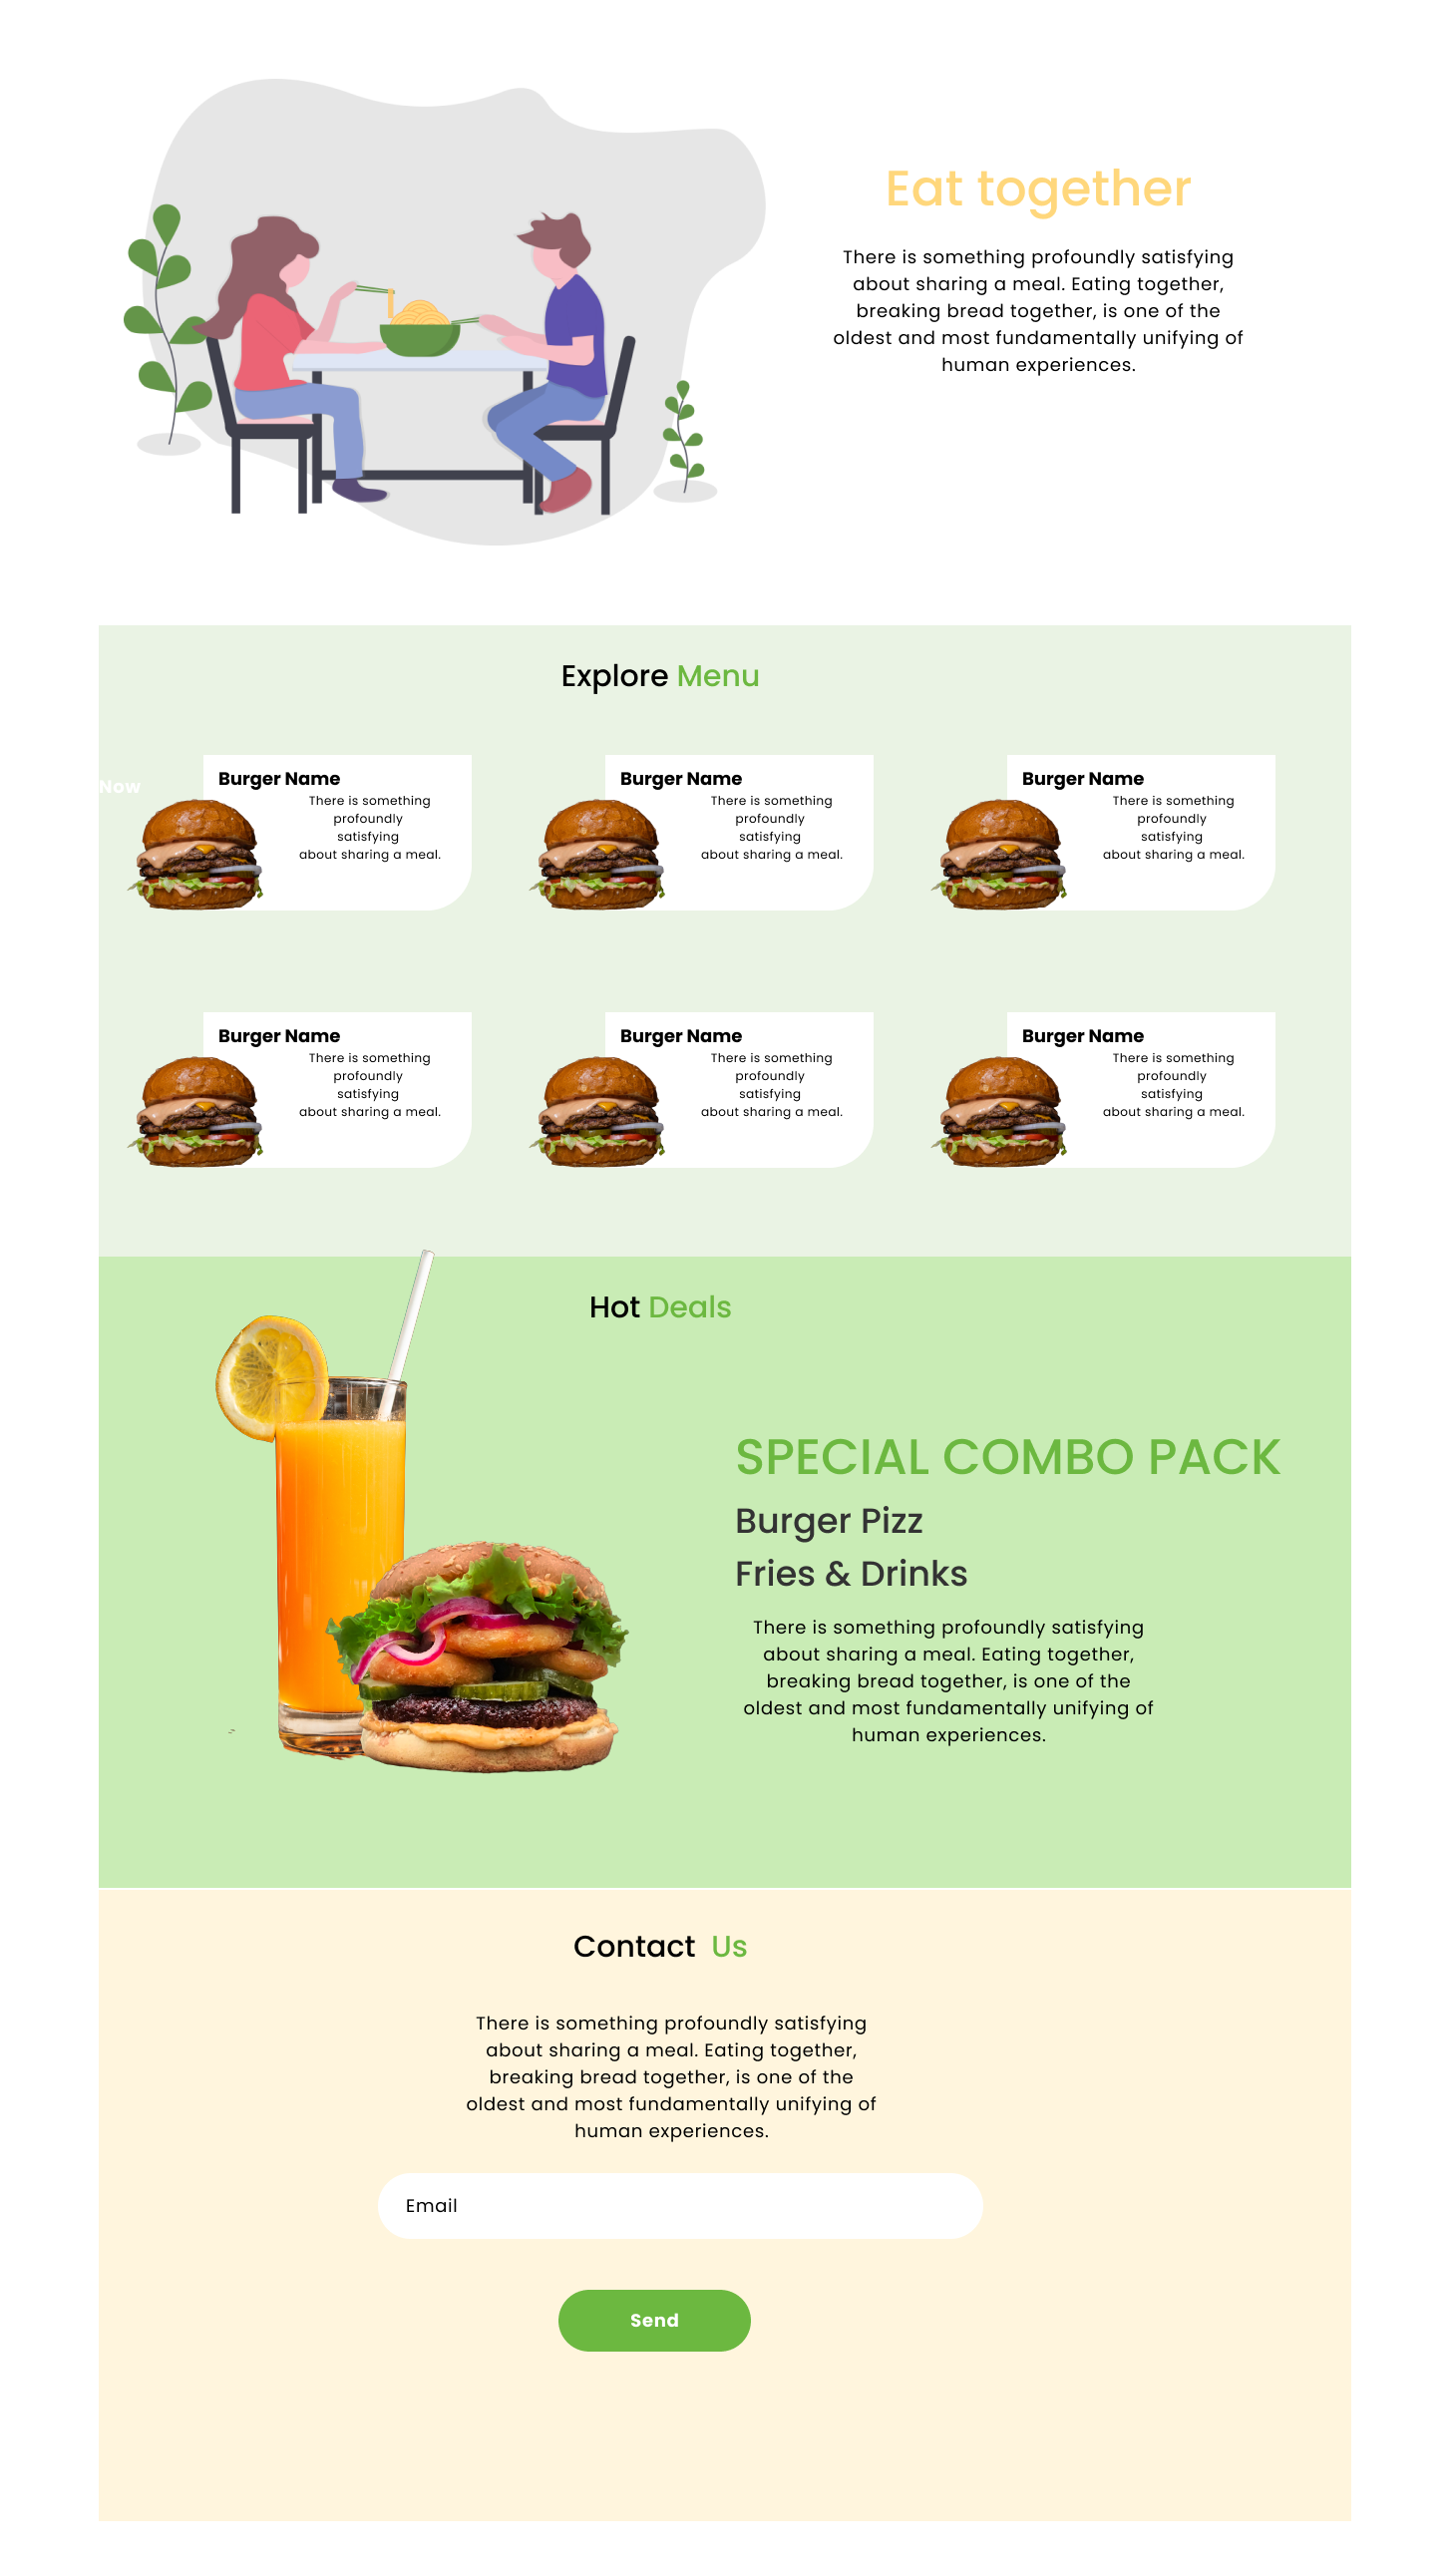 Eat together
There is something profoundly satisfying
about sharing a meal. Eating together,
breaking bread together, is one of the
oldest and most fundamentally unifying of
human experiences.
Explore Menu
Now
Burger Name
There is something
profoundly
satisfying
about sharing a meal.
Burger Name
There is something
profoundly
satisfying
about sharing a meal.
Burger Name
There is something
profoundly
satisfying
about sharing a meal.
Burger Name
There is something
profoundly
satisfying
about sharing a meal.
Burger Name
There is something
profoundly
satisfying
about sharing a meal.
Burger Name
There is something
profoundly
satisfying
about sharing a meal.
Hot Deals
SPECIAL COMBO PACK
Burger Pizz
Fries & Drinks
There is something profoundly satisfying
about sharing a meal. Eating together,
breaking bread together, is one of the
oldest and most fundamentally unifying of
human experiences.
Contact Us
There is something profoundly satisfying
about sharing a meal. Eating together,
breaking bread together, is one of the
oldest and most fundamentally unifying of
human experiences.
Email
Send